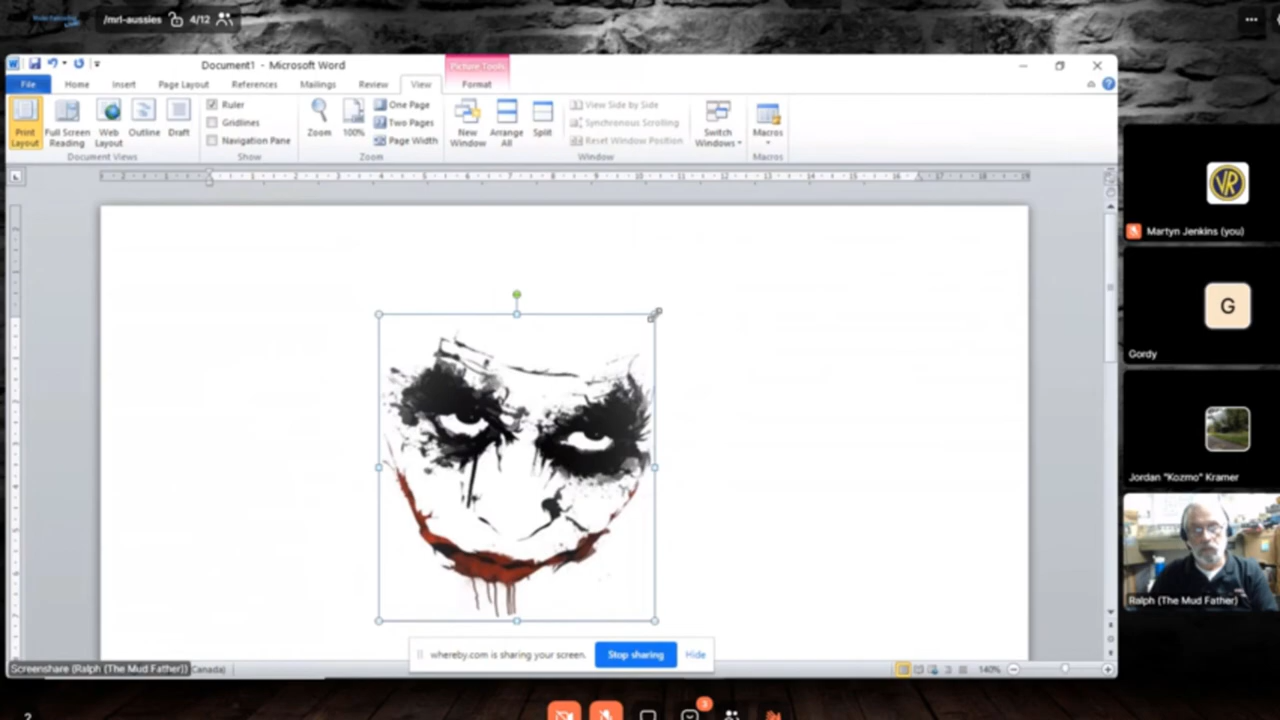 /mrl-aussies 4/12
Document1 - Microsoft Word
Picture Tools
File Home Insert Page Layout References Mailings Review View Format
Print Layout
Full Screen Reading
Web Layout
Outline
Draft
Document Views
Ruler
Gridlines
Navigation Pane
Show
Zoom
100%
One Page
Two Pages
Page Width
Zoom
New Window
Arrange All
Split
View Side by Side
Synchronous Scrolling
Reset Window Position
Window
Switch Windows
Macros
Macros
VR
Martyn Jenkins (you)
G
Gordy
Jordan "Kozmo" Kramer
Ralph (The Mud Father)
whereby.com is sharing your screen.
Stop sharing
Hide
Screenshare (Ralph (The Mud Father)) Canada)
140%